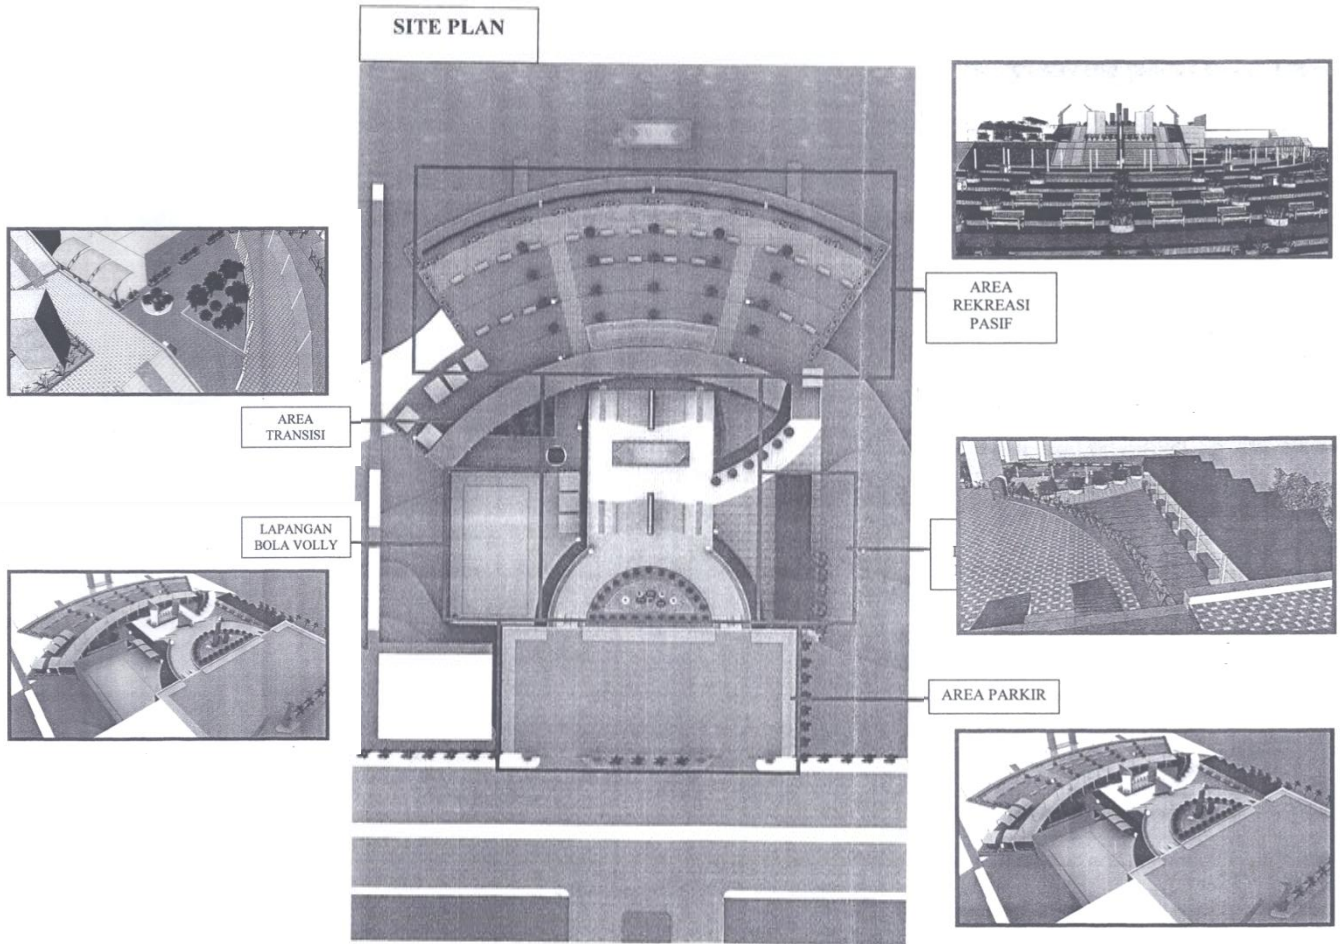 SITE PLAN
AREA
REKREASI
PASIF
AREA
TRANSISI
LAPANGAN
BOLA VOLLY
AREA PARKIR